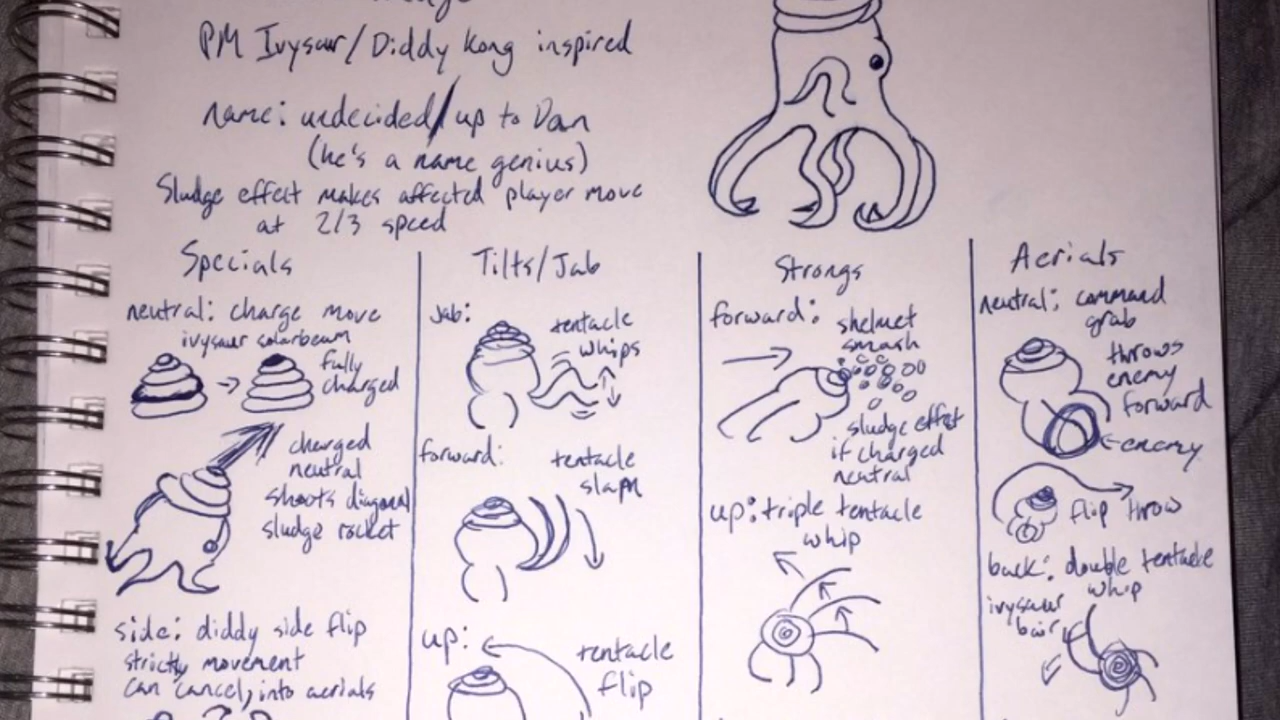 PM Ivysaur/Diddy Kong inspired
name: undecided/up to Dan
(he's a name genius)
Sludge effect makes affected player move
at 2/3 speed
Specials
neutral: charge move
ivysaur solarbeam
fully
charged
charged
neutral
shoots diagonal
sludge rocket
side: diddy side flip
strictly movement
can cancel into aerials
Tilts/Jab
Jab:
tentacle
whips
forward:
tentacle
slap
up:
tentacle
flip
Strongs
forward:
shelmet
smash
sludge effect
if charged
neutral
up: triple tentacle
whip
Aerials
neutral: command
grab
throws
enemy
forward
enemy
flip throw
back: double tentacle
whip
ivysaur
bair